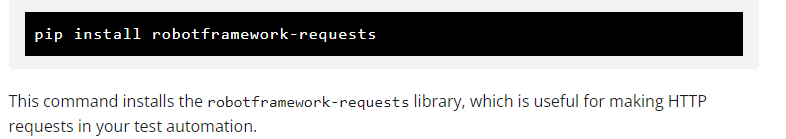 pip install robotframework-requests
This command installs the robotframework-requests library, which is useful for making HTTP
requests in your test automation.